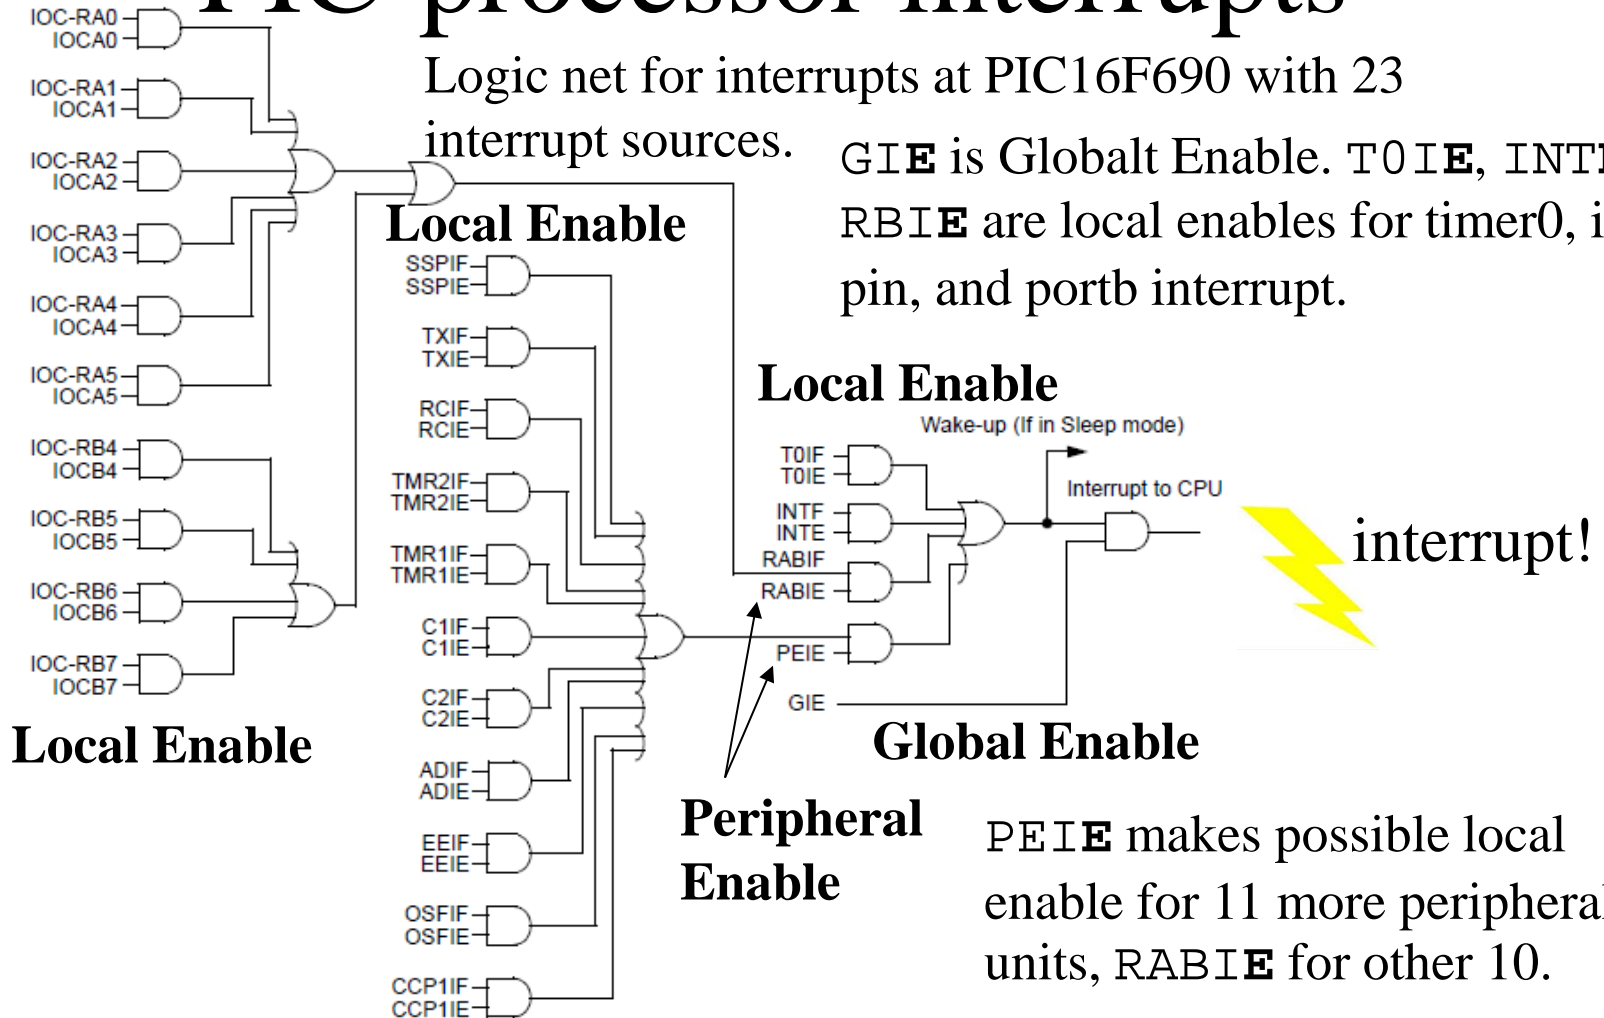 PIC processor interrupts
Logic net for interrupts at PIC16F690 with 23
interrupt sources.
GIE is Globalt Enable. T0IE, INTE
RBIE are local enables for timer0, i
pin, and portb interrupt.
IOC-RA0
IOCA0
IOC-RA1
IOCA1
IOC-RA2
IOCA2
IOC-RA3
IOCA3
IOC-RA4
IOCA4
IOC-RA5
IOCA5
IOC-RB4
IOCB4
IOC-RB5
IOCB5
IOC-RB6
IOCB6
IOC-RB7
IOCB7
Local Enable
Local Enable
SSPIF
SSPIE
TXIF
TXIE
RCIF
RCIE
TMR2IF
TMR2IE
TMR1IF
TMR1IE
C1IF
C1IE
C2IF
C2IE
ADIF
ADIE
EEIF
EEIE
OSFIF
OSFIE
CCP1IF
CCP1IE
Local Enable
Wake-up (If in Sleep mode)
T0IF
T0IE
Interrupt to CPU
INTF
INTE
RABIF
RABIE
PEIE
GIE
interrupt!
Global Enable
Peripheral
Enable
PEIE makes possible local
enable for 11 more peripheral
units, RABIE for other 10.